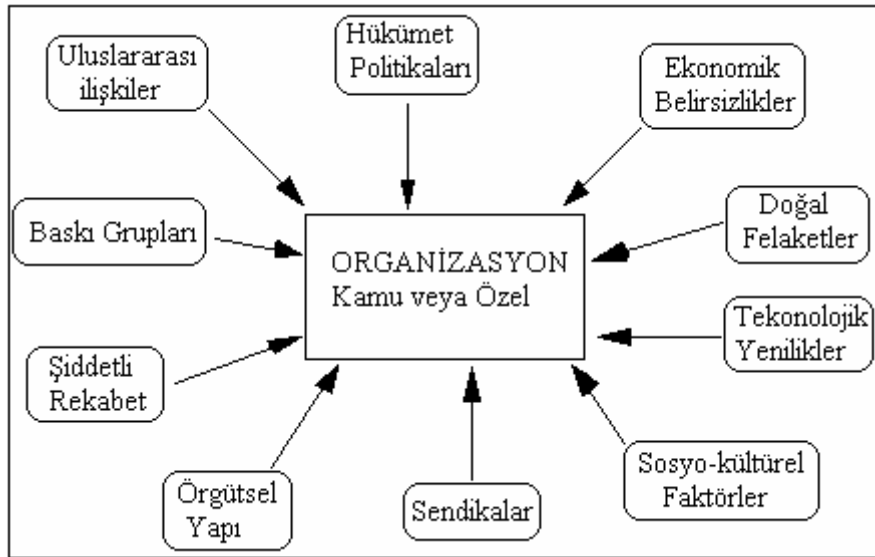 Hükümet
Politikaları
Uluslararası
ilişkiler
Ekonomik
Belirsizlikler
Baskı Grupları
Doğal
Felaketler
ORGANİZASYON
Kamu veya Özel
Tekonolojik
Yenilikler
Şiddetli
Rekabet
Örgütsel
Yapı
Sendikalar
Sosyo-kültürel
Faktörler